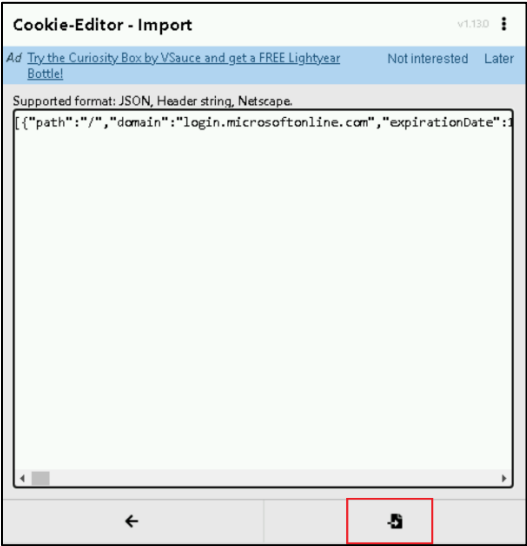 Cookie-Editor - Import
v1.13.0
Ad Try the Curiosity Box by VSauce and get a FREE Lightyear Bottle!
Not interested Later
Supported format: JSON, Header string, Netscape.
[{"path":"/","domain":"login.microsoftonline.com","expirationDate":1